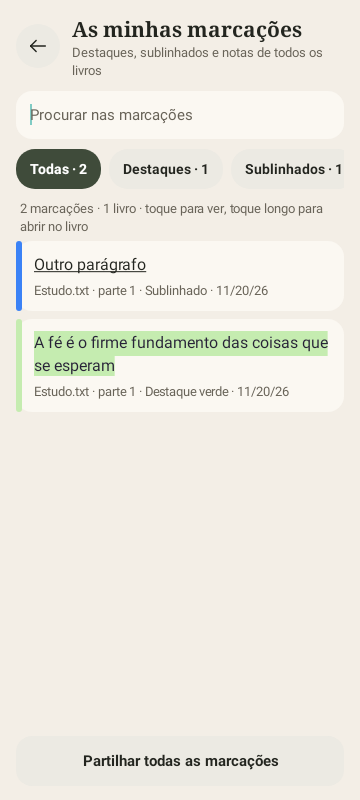 As minhas marcações
Destaques, sublinhados e notas de todos os
livros
Procurar nas marcações
Todas · 2
Destaques · 1
Sublinhados · 1
2 marcações · 1 livro · toque para ver, toque longo para
abrir no livro
Outro parágrafo
Estudo.txt · parte 1 · Sublinhado · 11/20/26
A fé é o firme fundamento das coisas que
se esperam
Estudo.txt · parte 1 · Destaque verde · 11/20/26
Partilhar todas as marcações